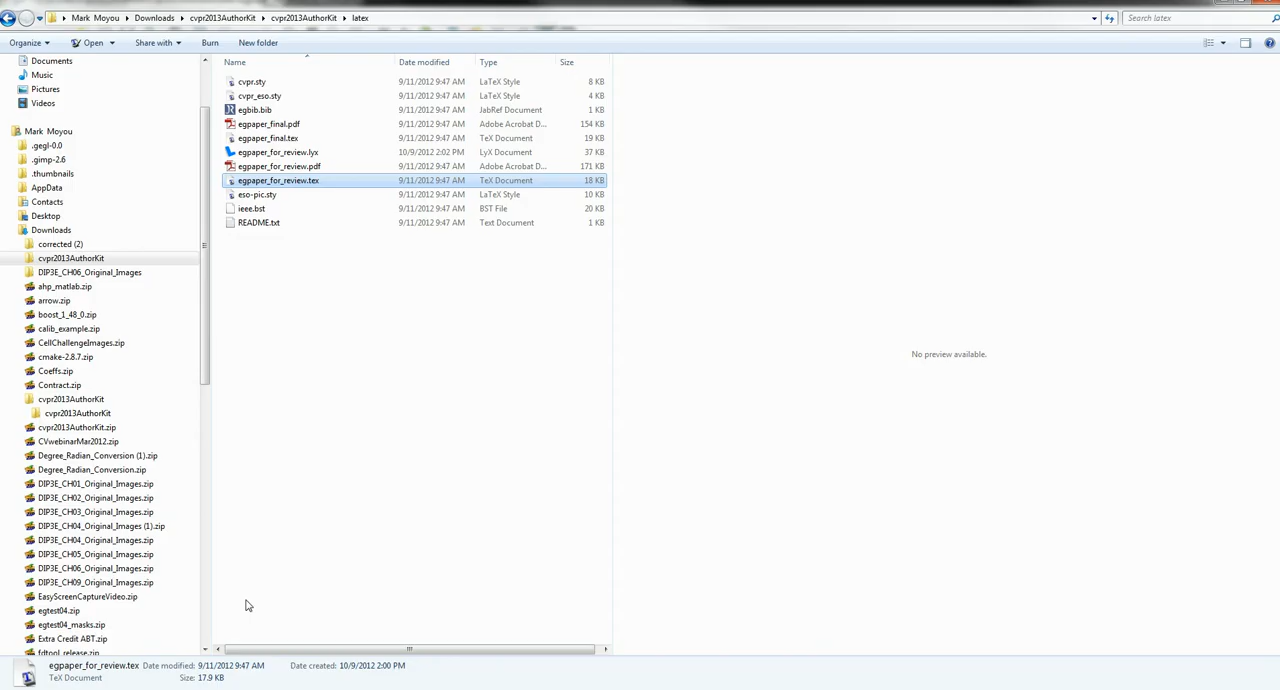 Mark Moyou Downloads cvpr2013AuthorKit cvpr2013AuthorKit latex Search latex
Organize Open Share with Burn New folder
Documents
Music
Pictures
Videos
Mark Moyou
.gegl-0.0
.gimp-2.6
.thumbnails
AppData
Contacts
Desktop
Downloads
corrected (2)
cvpr2013AuthorKit
DIP3E_CH06_Original_Images
ahp_matlab.zip
arrow.zip
boost_1_48_0.zip
calib_example.zip
CellChallengeImages.zip
cmake-2.8.7.zip
Coeffs.zip
Contract.zip
cvpr2013AuthorKit
cvpr2013AuthorKit
cvpr2013AuthorKit.zip
CVwebinarMar2012.zip
Degree_Radian_Conversion (1).zip
Degree_Radian_Conversion.zip
DIP3E_CH01_Original_Images.zip
DIP3E_CH02_Original_Images.zip
DIP3E_CH03_Original_Images.zip
DIP3E_CH04_Original_Images (1).zip
DIP3E_CH04_Original_Images.zip
DIP3E_CH05_Original_Images.zip
DIP3E_CH06_Original_Images.zip
DIP3E_CH09_Original_Images.zip
EasyScreenCaptureVideo.zip
egtest04.zip
egtest04_masks.zip
Extra Credit ABT.zip
fdtool_release.zip
Name Date modified Type Size
cvpr.sty 9/11/2012 9:47 AM LaTeX Style 8 KB
cvpr_eso.sty 9/11/2012 9:47 AM LaTeX Style 4 KB
egbib.bib 9/11/2012 9:47 AM JabRef Document 1 KB
egpaper_final.pdf 9/11/2012 9:47 AM Adobe Acrobat D... 154 KB
egpaper_final.tex 9/11/2012 9:47 AM TeX Document 19 KB
egpaper_for_review.lyx 10/9/2012 2:02 PM LyX Document 37 KB
egpaper_for_review.pdf 9/11/2012 9:47 AM Adobe Acrobat D... 171 KB
egpaper_for_review.tex 9/11/2012 9:47 AM TeX Document 18 KB
eso-pic.sty 9/11/2012 9:47 AM LaTeX Style 10 KB
ieee.bst 9/11/2012 9:47 AM BST File 20 KB
README.txt 9/11/2012 9:47 AM Text Document 1 KB
No preview available.
egpaper_for_review.tex Date modified: 9/11/2012 9:47 AM Date created: 10/9/2012 2:00 PM
TeX Document Size: 17.9 KB